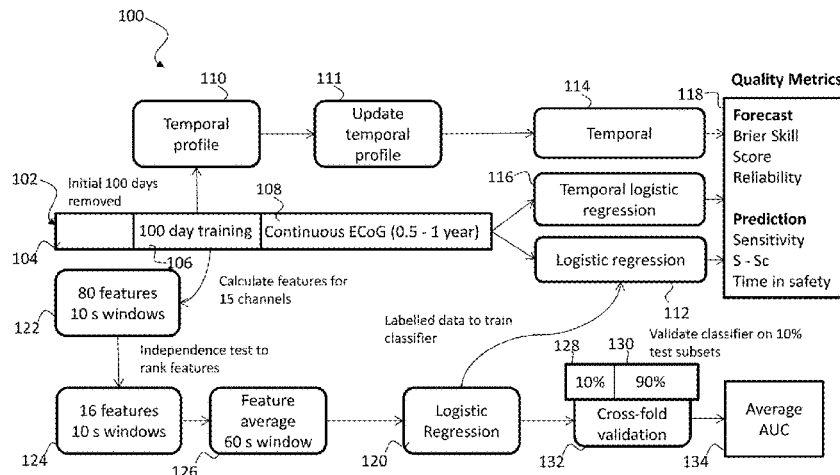 100
110
111
114
Quality Metrics
118
Temporal
profile
Update
temporal
profile
Temporal
Forecast
Brier Skill
Score
Reliability
102
Initial 100 days
removed
108
116
Temporal logistic
regression
100 day training
Continuous ECoG (0.5 - 1 year)
Prediction
Sensitivity
S - Sc
Time in safety
104
106
Logistic regression
112
80 features
10 s windows
122
Calculate features for
15 channels
Labelled data to train
classifier
128
130
Validate classifier on 10%
test subsets
Independence test to
rank features
10%
90%
16 features
10 s windows
124
Feature
average
60 s window
126
Logistic
Regression
120
Cross-fold
validation
132
Average
AUC
134